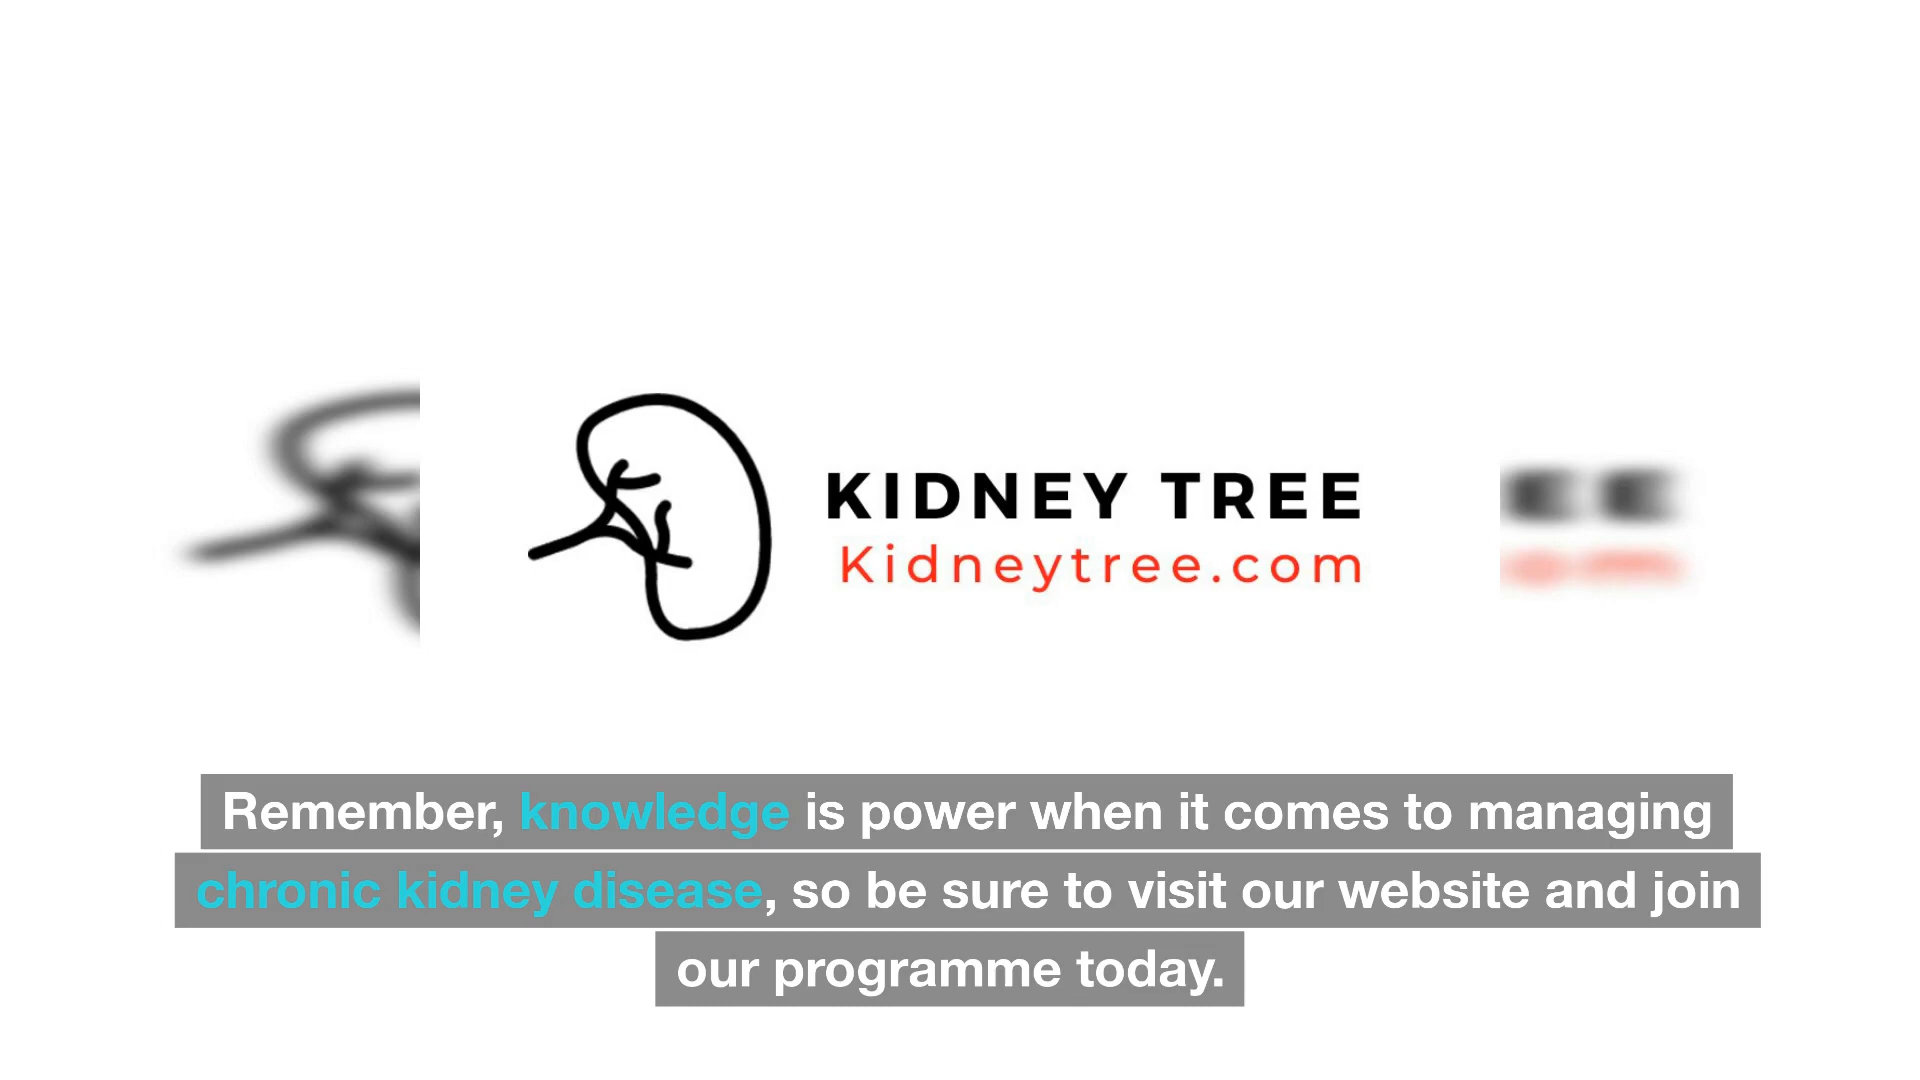 KIDNEY TREE
Kidneytree.com
Remember, knowledge is power when it comes to managing
chronic kidney disease, so be sure to visit our website and join
our programme today.